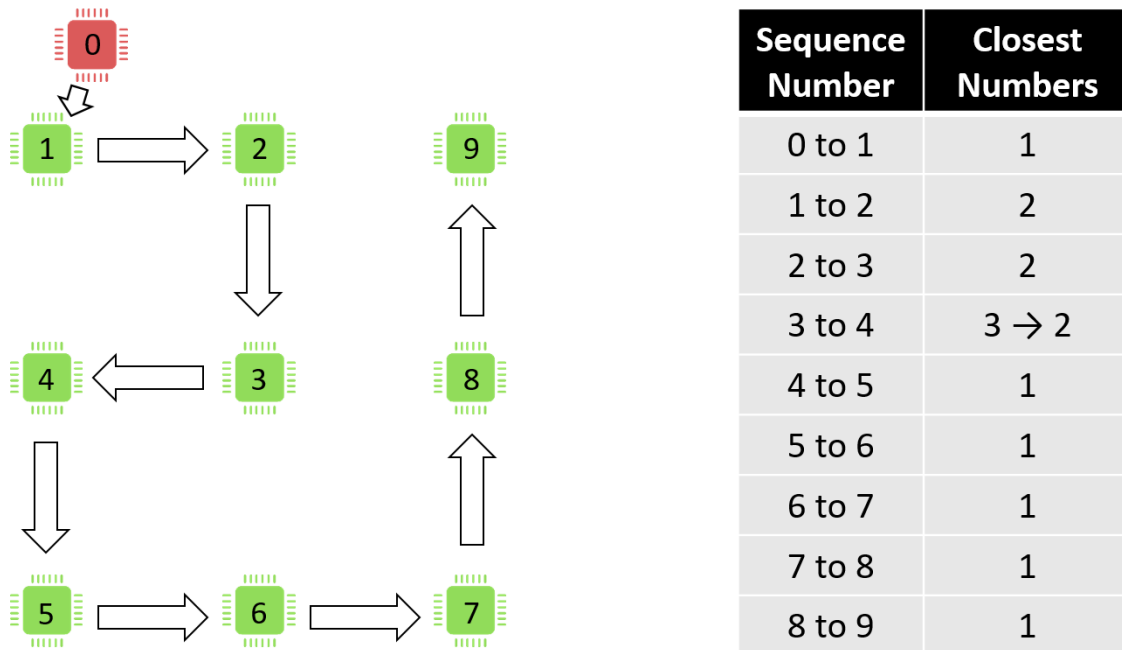 0
1
2
9
4
3
8
5
6
7
Sequence Number
Closest Numbers
0 to 1 1
1 to 2 2
2 to 3 2
3 to 4 3 → 2
4 to 5 1
5 to 6 1
6 to 7 1
7 to 8 1
8 to 9 1